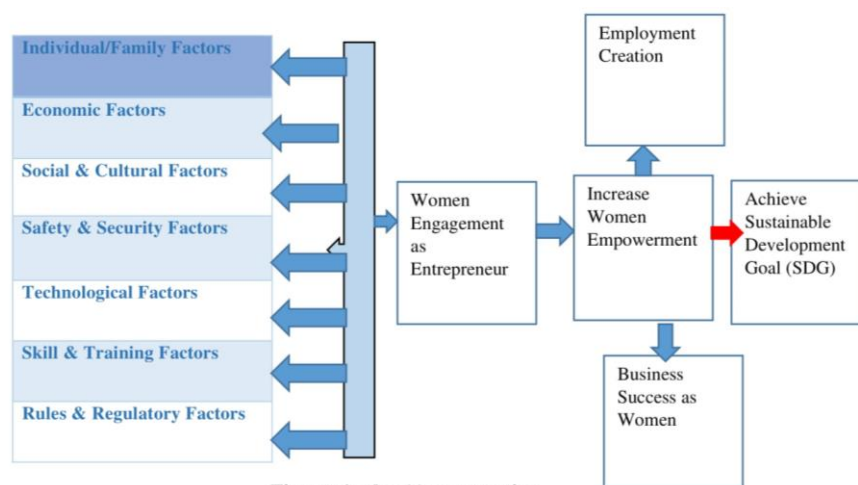 Individual/Family Factors
Economic Factors
Social & Cultural Factors
Safety & Security Factors
Technological Factors
Skill & Training Factors
Rules & Regulatory Factors
Women
Engagement
as
Entrepreneur
Employment
Creation
Increase
Women
Empowerment
Achieve
Sustainable
Development
Goal (SDG)
Business
Success as
Women